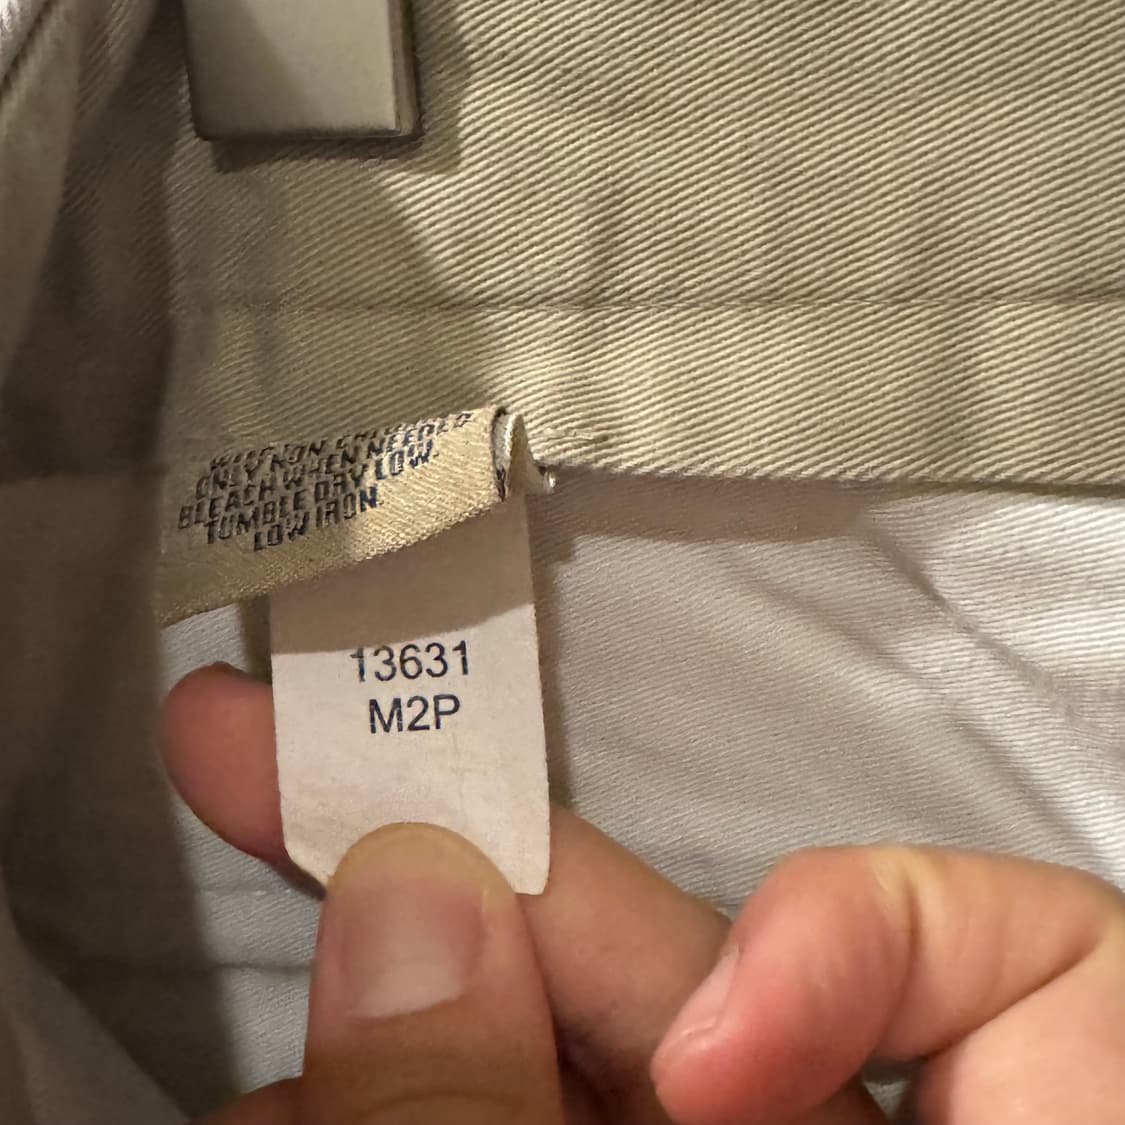 ONLY NON CHLORINE
BLEACH WHEN NEEDED
TUMBLE DRY LOW.
LOW IRON.
13631
M2P